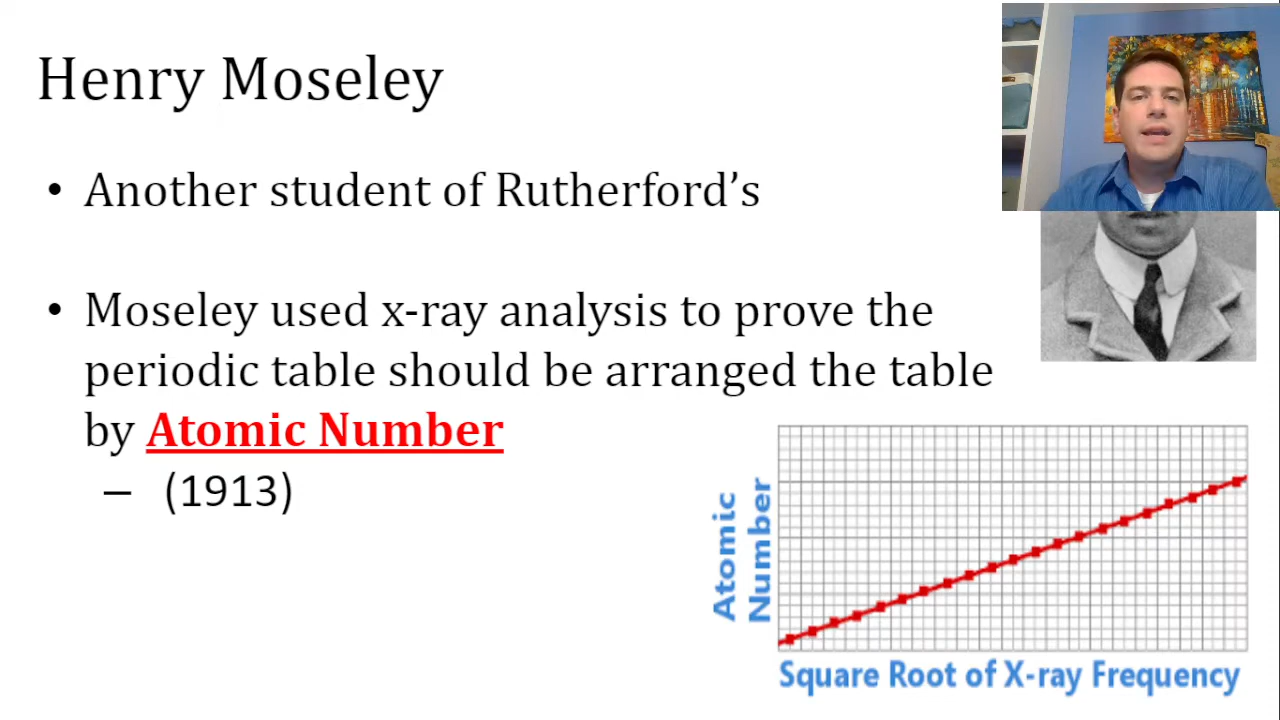 Henry Moseley
• Another student of Rutherford’s
• Moseley used x-ray analysis to prove the
periodic table should be arranged the table
by Atomic Number
– (1913)
Atomic
Number
Square Root of X-ray Frequency